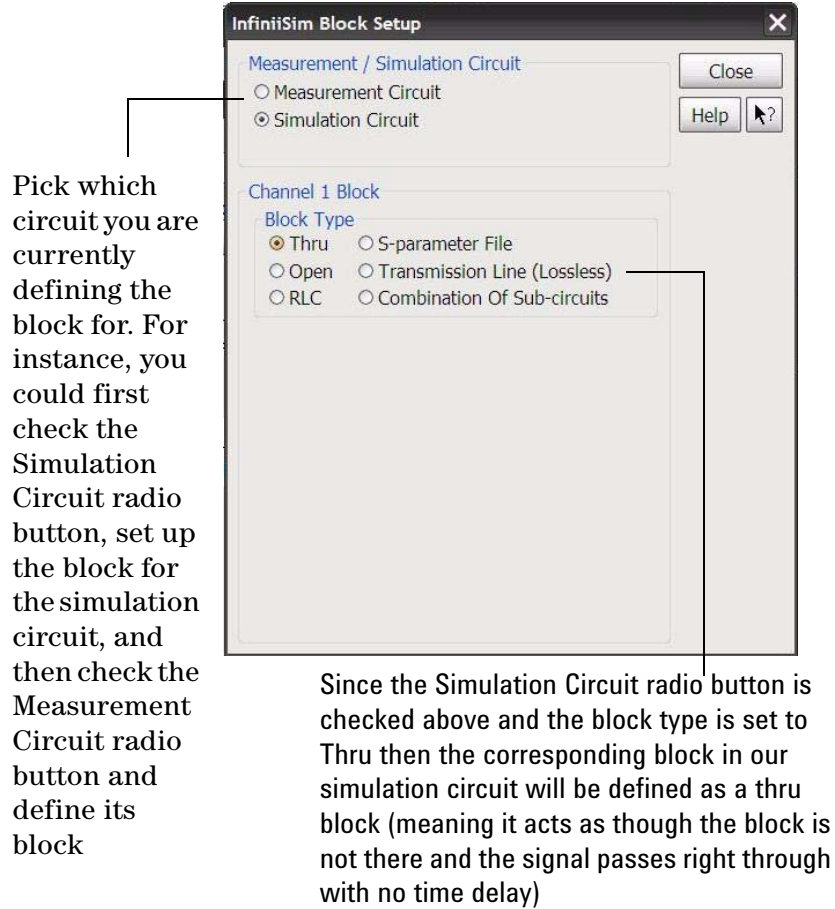 InfiniiSim Block Setup
Measurement / Simulation Circuit
Measurement Circuit
Simulation Circuit
Close
Help
?
Channel 1 Block
Block Type
Thru
S-parameter File
Open
Transmission Line (Lossless)
RLC
Combination Of Sub-circuits
Pick which
circuit you are
currently
defining the
block for. For
instance, you
could first
check the
Simulation
Circuit radio
button, set up
the block for
the simulation
circuit, and
then check the
Measurement
Circuit radio
button and
define its
block
Since the Simulation Circuit radio button is
checked above and the block type is set to
Thru then the corresponding block in our
simulation circuit will be defined as a thru
block (meaning it acts as though the block is
not there and the signal passes right through
with no time delay)